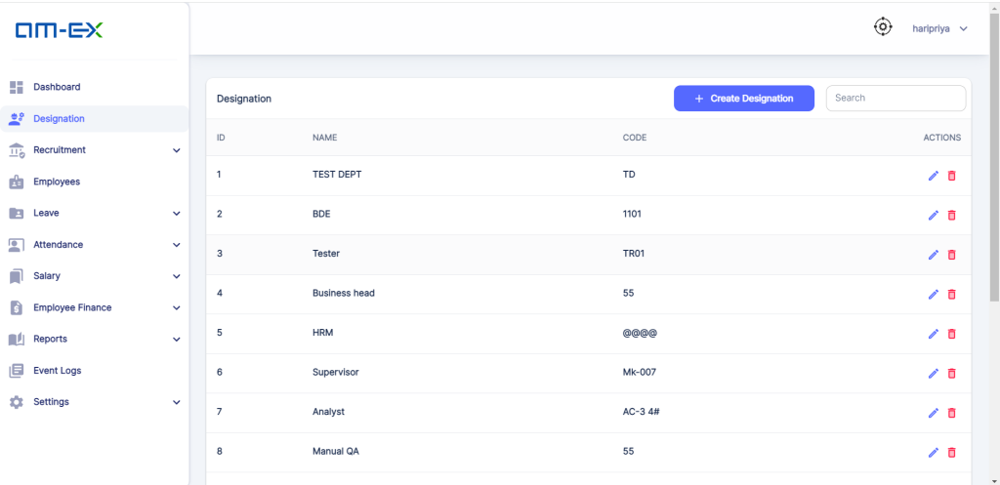 am-ex
haripriya
Dashboard
Designation
Recruitment
Employees
Leave
Attendance
Salary
Employee Finance
Reports
Event Logs
Settings
Designation
+ Create Designation
Search
ID NAME CODE ACTIONS
1 TEST DEPT TD
2 BDE 1101
3 Tester TR01
4 Business head 55
5 HRM @@@@
6 Supervisor Mk-007
7 Analyst AC-3 4#
8 Manual QA 55